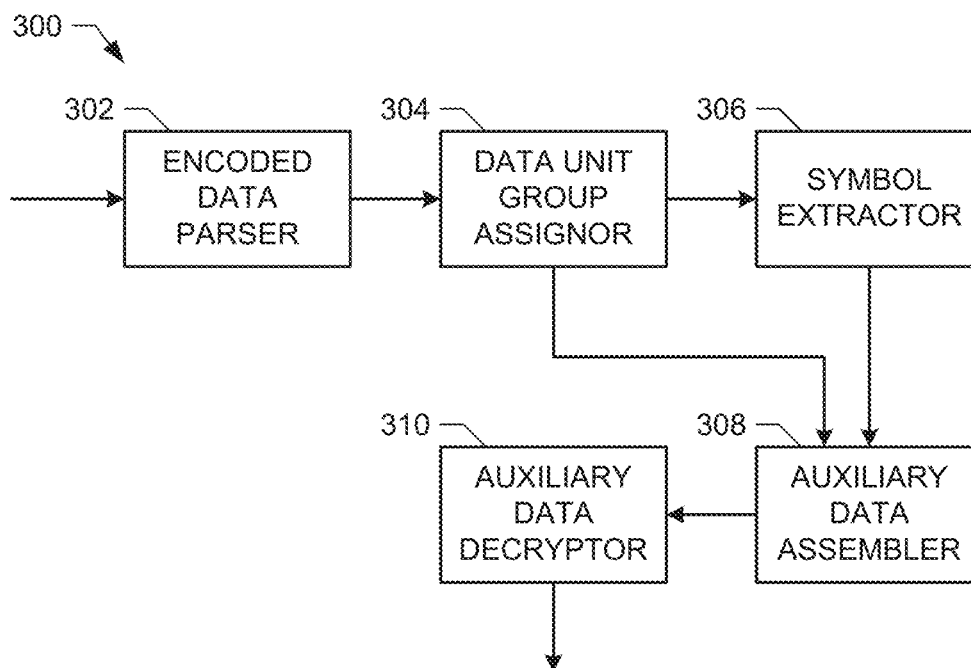 300
302
ENCODED
DATA
PARSER
304
DATA UNIT
GROUP
ASSIGNOR
306
SYMBOL
EXTRACTOR
310
AUXILIARY
DATA
DECRYPTOR
308
AUXILIARY
DATA
ASSEMBLER